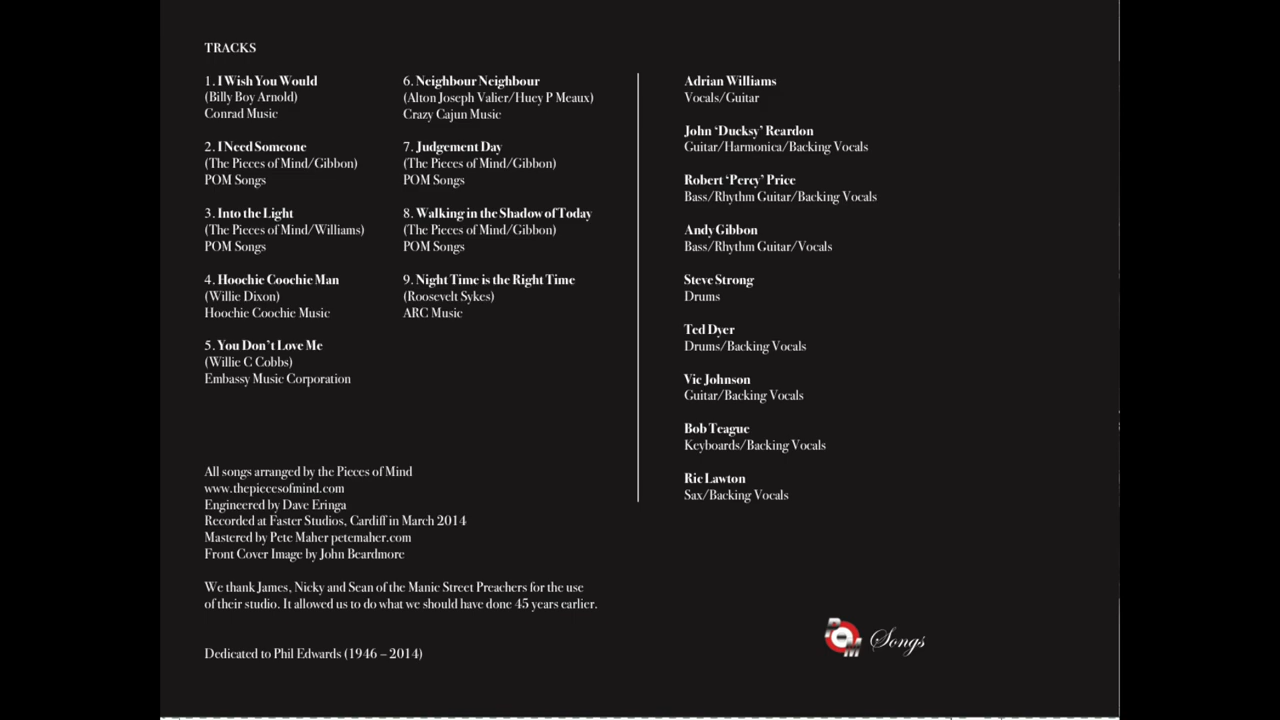 TRACKS
1. I Wish You Would
(Billy Boy Arnold)
Conrad Music
2. I Need Someone
(The Pieces of Mind/Gibbon)
POM Songs
3. Into the Light
(The Pieces of Mind/Williams)
POM Songs
4. Hoochie Coochie Man
(Willie Dixon)
Hoochie Coochie Music
5. You Don't Love Me
(Willie C Cobbs)
Embassy Music Corporation
6. Neighbour Neighbour
(Alton Joseph Valier/Huey P Meaux)
Crazy Cajun Music
7. Judgement Day
(The Pieces of Mind/Gibbon)
POM Songs
8. Walking in the Shadow of Today
(The Pieces of Mind/Gibbon)
POM Songs
9. Night Time is the Right Time
(Roosevelt Sykes)
ARC Music
All songs arranged by the Pieces of Mind
www.thepiecesofmind.com
Engineered by Dave Eringa
Recorded at Faster Studios, Cardiff in March 2014
Mastered by Pete Maher petemaher.com
Front Cover Image by John Beardmore
We thank James, Nicky and Sean of the Manic Street Preachers for the use
of their studio. It allowed us to do what we should have done 45 years earlier.
Dedicated to Phil Edwards (1946 – 2014)
Adrian Williams
Vocals/Guitar
John ‘Ducksy’ Reardon
Guitar/Harmonica/Backing Vocals
Robert ‘Percy’ Price
Bass/Rhythm Guitar/Backing Vocals
Andy Gibbon
Bass/Rhythm Guitar/Vocals
Steve Strong
Drums
Ted Dyer
Drums/Backing Vocals
Vic Johnson
Guitar/Backing Vocals
Bob Teague
Keyboards/Backing Vocals
Ric Lawton
Sax/Backing Vocals
POM Songs